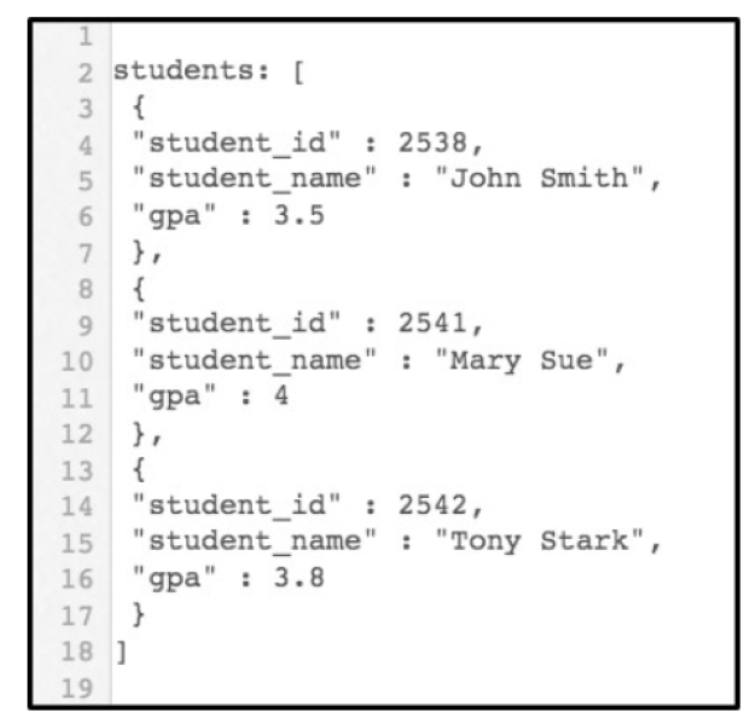 1
2 students: [
3 {
4 "student_id" : 2538,
5 "student_name" : "John Smith",
6 "gpa" : 3.5
7 },
8 {
9 "student_id" : 2541,
10 "student_name" : "Mary Sue",
11 "gpa" : 4
12 },
13 {
14 "student_id" : 2542,
15 "student_name" : "Tony Stark",
16 "gpa" : 3.8
17 }
18 ]
19